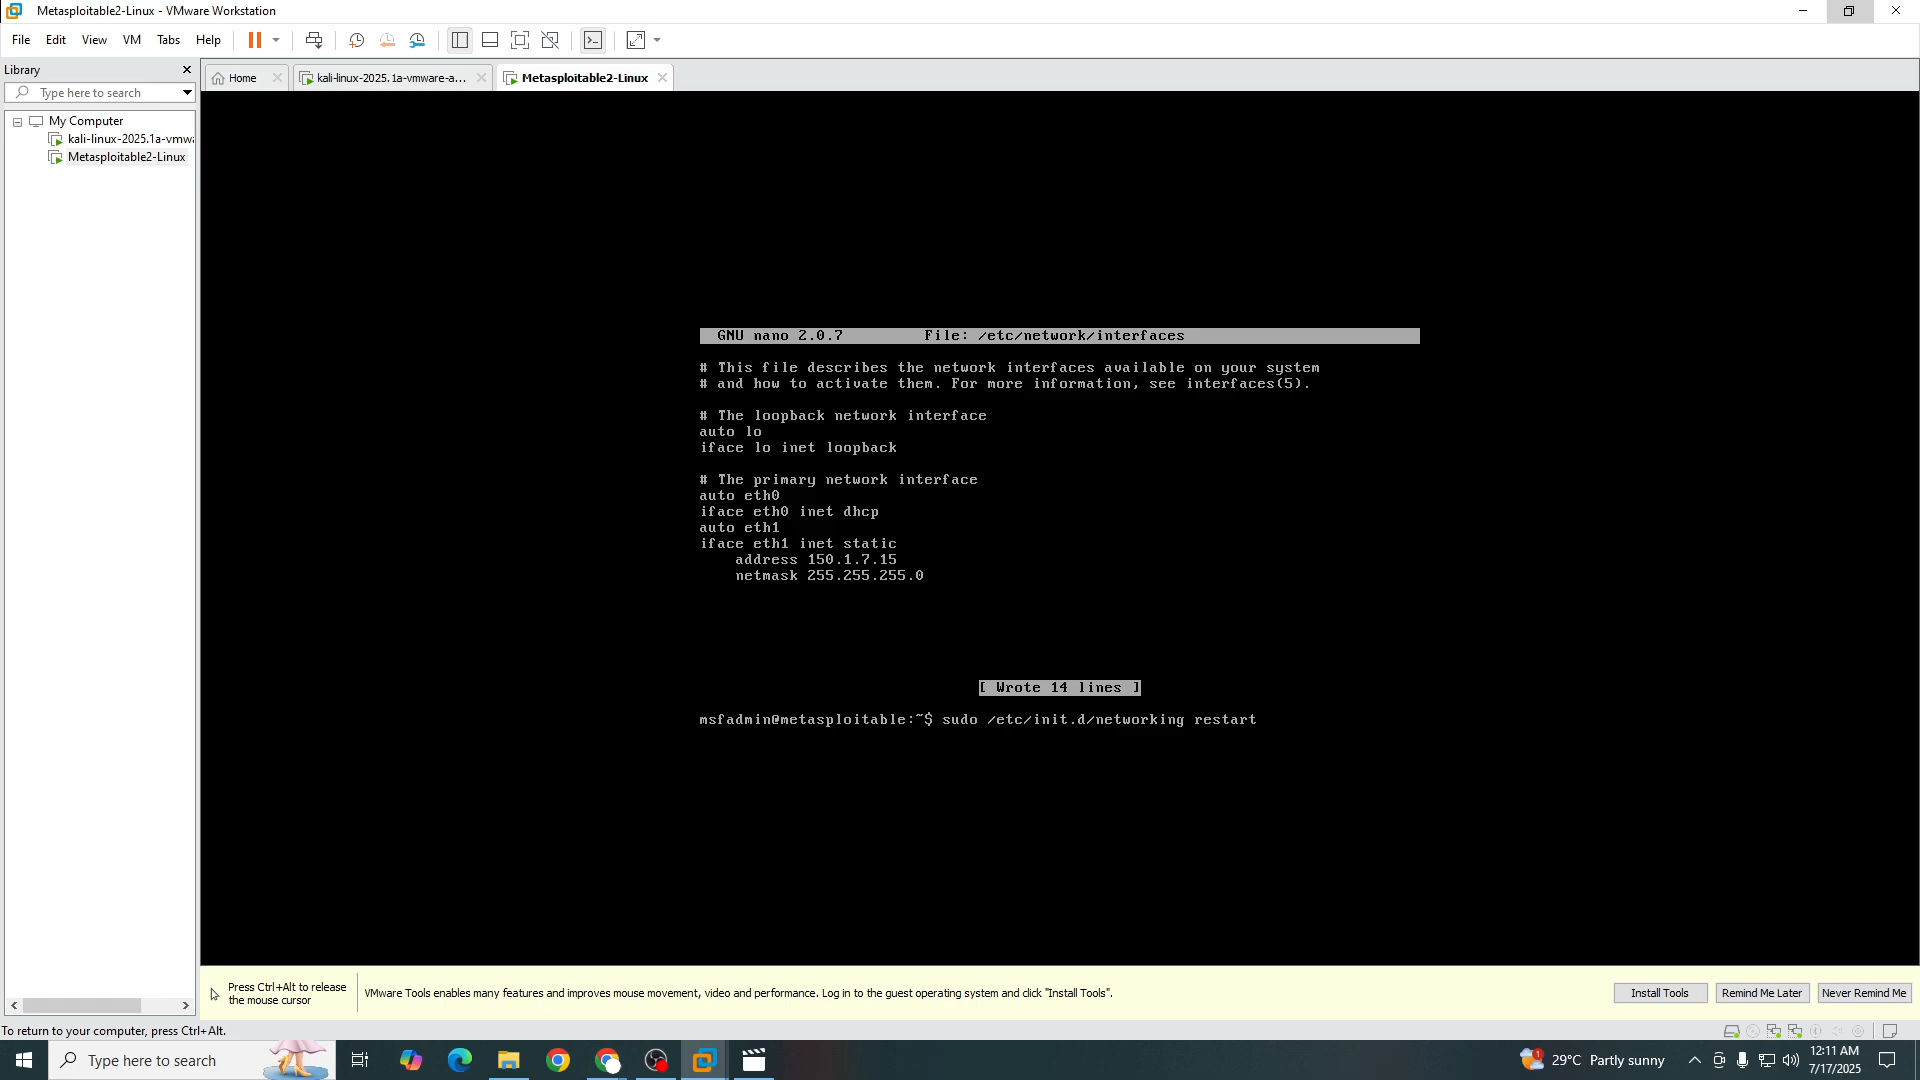 Metasploitable2-Linux - VMware Workstation
File Edit View VM Tabs Help
Library
Type here to search
My Computer
kali-linux-2025.1a-vmwa
Metasploitable2-Linux
Home
kali-linux-2025.1a-vmware-a...
Metasploitable2-Linux
GNU nano 2.0.7 File: /etc/network/interfaces
# This file describes the network interfaces available on your system
# and how to activate them. For more information, see interfaces(5).
# The loopback network interface
auto lo
iface lo inet loopback
# The primary network interface
auto eth0
iface eth0 inet dhcp
auto eth1
iface eth1 inet static
address 150.1.7.15
netmask 255.255.255.0
[ Wrote 14 lines ]
msfadmin@metasploitable:~$ sudo /etc/init.d/networking restart
Press Ctrl+Alt to release
the mouse cursor
VMware Tools enables many features and improves mouse movement, video and performance. Log in to the guest operating system and click "Install Tools".
Install Tools
Remind Me Later
Never Remind Me
To return to your computer, press Ctrl+Alt.
Type here to search
1
29°C Partly sunny
12:11 AM
7/17/2025